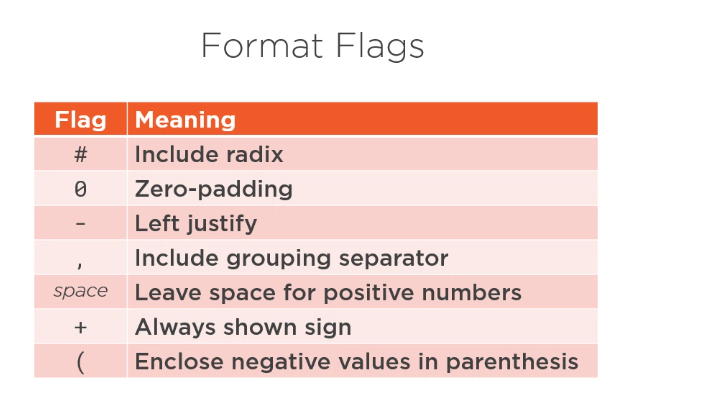 Format Flags
Flag Meaning
# Include radix
0 Zero-padding
- Left justify
, Include grouping separator
space Leave space for positive numbers
+ Always shown sign
( Enclose negative values in parenthesis